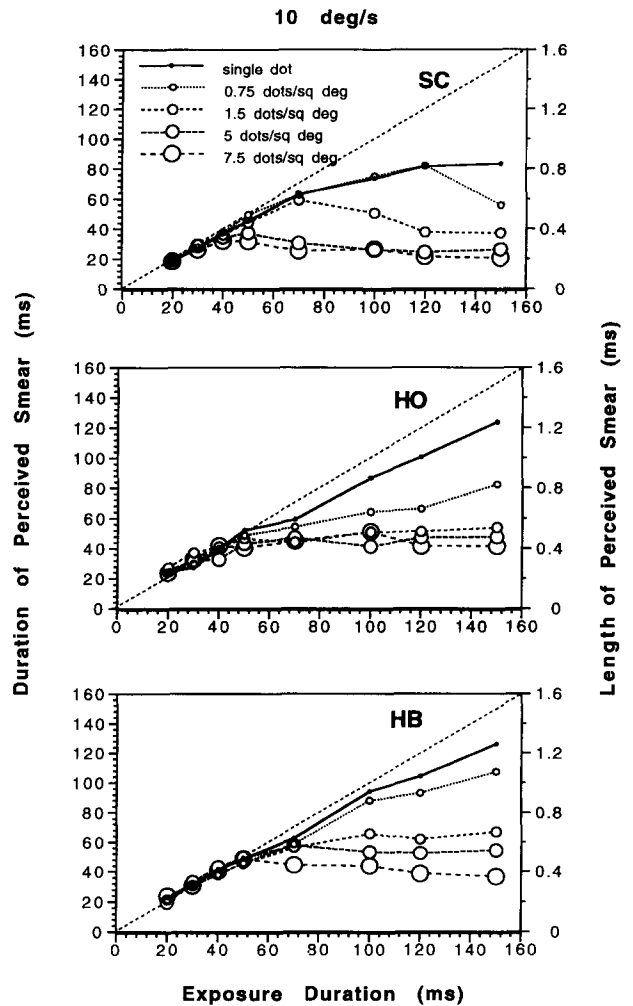 10 deg/s
SC
single dot
0.75 dots/sq deg
1.5 dots/sq deg
5 dots/sq deg
7.5 dots/sq deg
160
140
120
100
80
60
40
20
0
1.6
1.2
0.8
0.4
0
0 20 40 60 80 100 120 140 160
HO
160
140
120
100
80
60
40
20
0
1.6
1.2
0.8
0.4
0
0 20 40 60 80 100 120 140 160
HB
160
140
120
100
80
60
40
20
0
1.6
1.2
0.8
0.4
0
0 20 40 60 80 100 120 140 160
Duration of Perceived Smear (ms)
Length of Perceived Smear (ms)
Exposure Duration (ms)